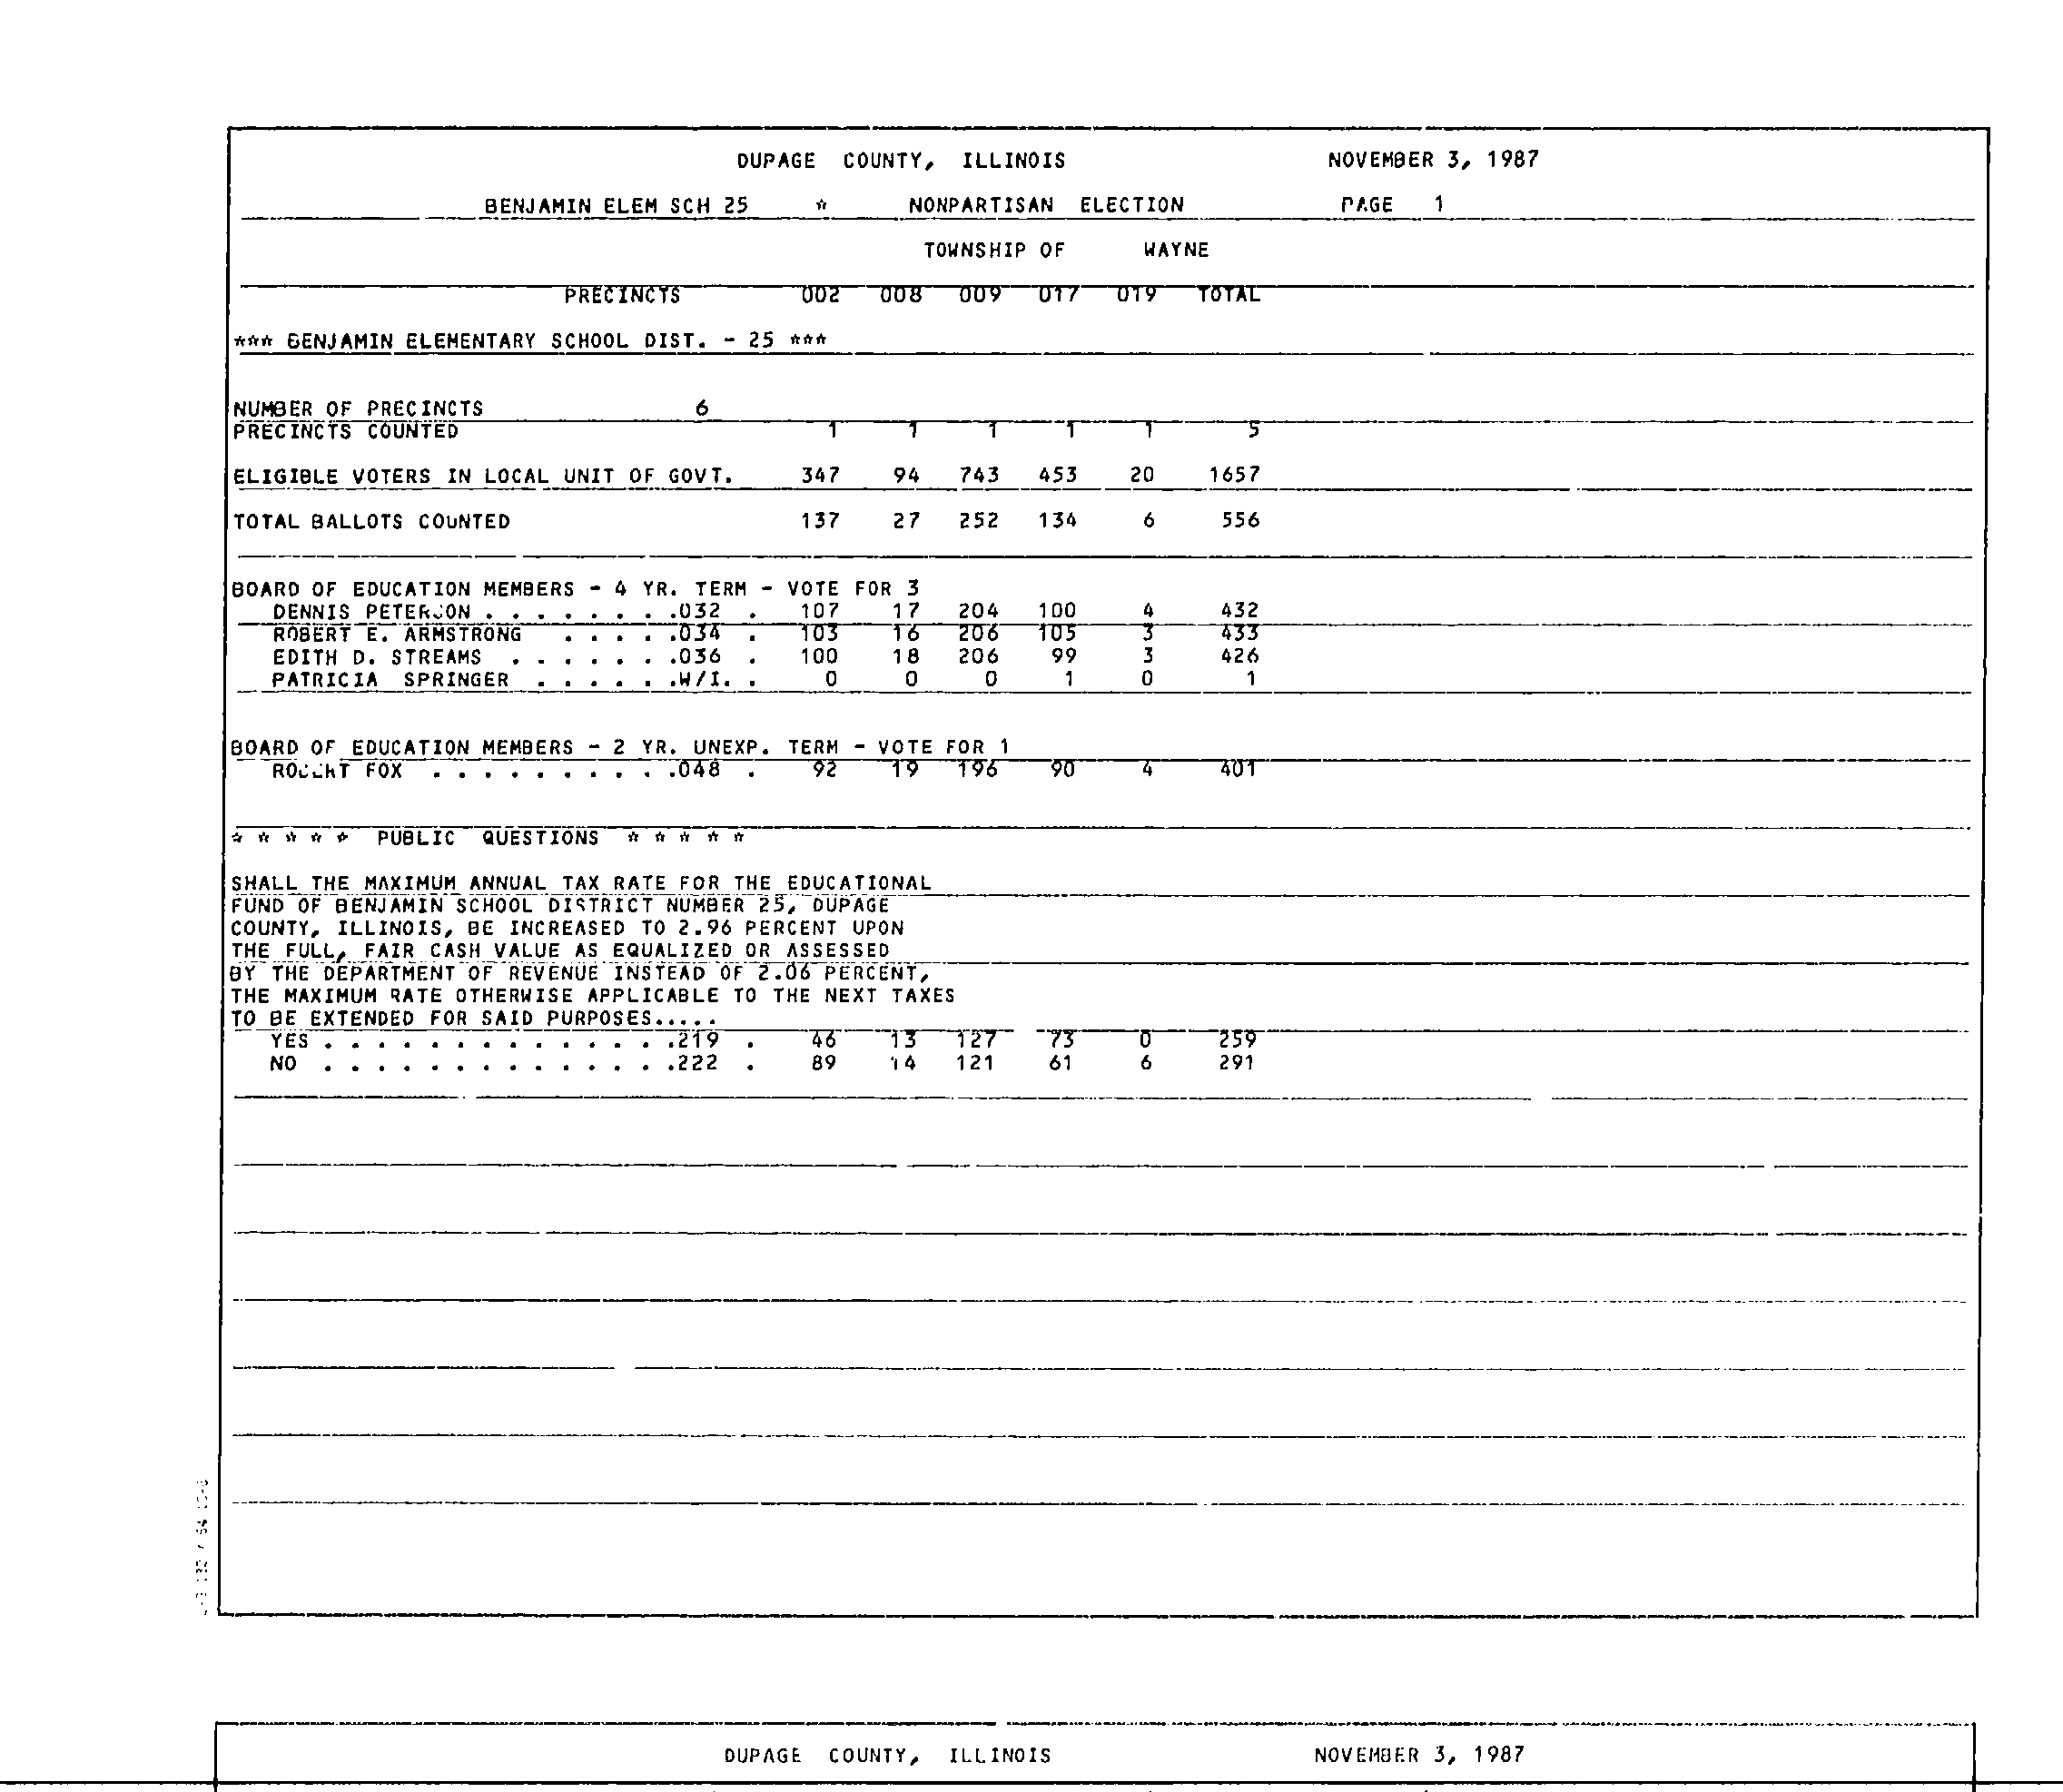 DUPAGE COUNTY, ILLINOIS NOVEMBER 3, 1987
BENJAMIN ELEM SCH 25 * NONPARTISAN ELECTION PAGE 1
TOWNSHIP OF WAYNE
PRECINCTS 002 008 009 017 019 TOTAL
*** BENJAMIN ELEMENTARY SCHOOL DIST. - 25 ***
NUMBER OF PRECINCTS 6
PRECINCTS COUNTED 1 1 1 1 1 5
ELIGIBLE VOTERS IN LOCAL UNIT OF GOVT. 347 94 743 453 20 1657
TOTAL BALLOTS COUNTED 137 27 252 134 6 556
BOARD OF EDUCATION MEMBERS - 4 YR. TERM - VOTE FOR 3
DENNIS PETERSON . . . . . . . .032 . 107 17 204 100 4 432
ROBERT E. ARMSTRONG . . . . .034 . 103 16 206 105 3 433
EDITH D. STREAMS . . . . . . .036 . 100 18 206 99 3 426
PATRICIA SPRINGER . . . . . .W/I. . 0 0 0 1 0 1
BOARD OF EDUCATION MEMBERS - 2 YR. UNEXP. TERM - VOTE FOR 1
ROBERT FOX . . . . . . . . . .048 . 92 19 196 90 4 401
* * * * * PUBLIC QUESTIONS * * * * *
SHALL THE MAXIMUM ANNUAL TAX RATE FOR THE EDUCATIONAL
FUND OF BENJAMIN SCHOOL DISTRICT NUMBER 25, DUPAGE
COUNTY, ILLINOIS, BE INCREASED TO 2.96 PERCENT UPON
THE FULL, FAIR CASH VALUE AS EQUALIZED OR ASSESSED
BY THE DEPARTMENT OF REVENUE INSTEAD OF 2.06 PERCENT,
THE MAXIMUM RATE OTHERWISE APPLICABLE TO THE NEXT TAXES
TO BE EXTENDED FOR SAID PURPOSES.....
YES . . . . . . . . . . . . . .219 . 46 13 127 73 0 259
NO . . . . . . . . . . . . . .222 . 89 14 121 61 6 291
DUPAGE COUNTY, ILLINOIS NOVEMBER 3, 1987